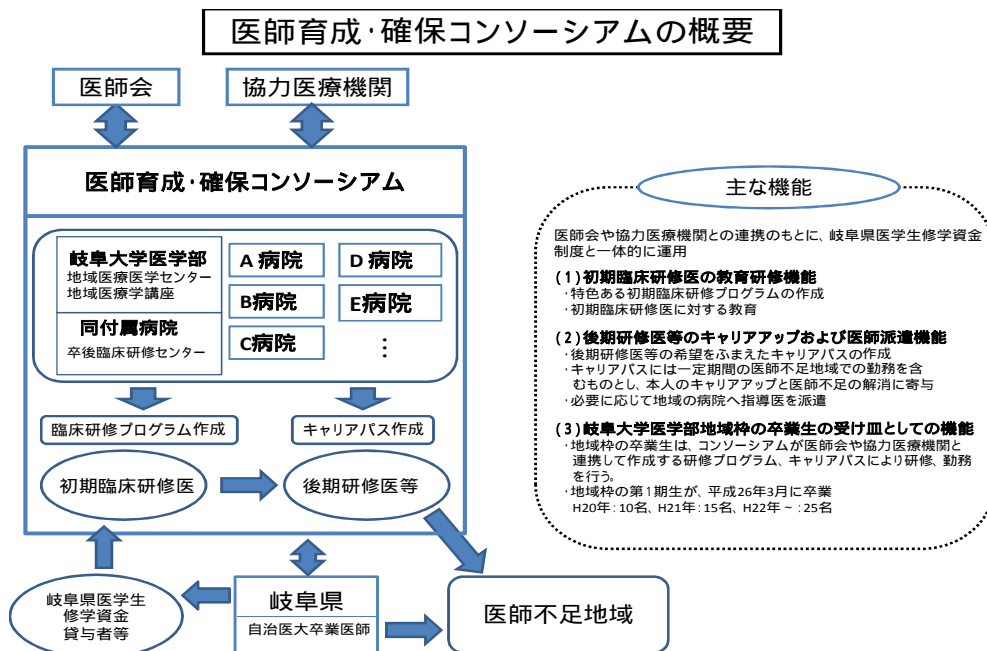 医師育成・確保コンソーシアムの概要
医師会
協力医療機関
医師育成・確保コンソーシアム
岐阜大学医学部
地域医療医学センター
地域医療学講座
同付属病院
卒後臨床研修センター
A 病院
B病院
C病院
D 病院
E病院
⋮
臨床研修プログラム作成
キャリアパス作成
初期臨床研修医
後期研修医等
岐阜県医学生
修学資金
貸与者等
岐阜県
自治医大卒業医師
医師不足地域
主な機能
医師会や協力医療機関との連携のもとに、岐阜県医学生修学資金
制度と一体的に運用
(1)初期臨床研修医の教育研修機能
・特色ある初期臨床研修プログラムの作成
・初期臨床研修医に対する教育
(2)後期研修医等のキャリアアップおよび医師派遣機能
・後期研修医等の希望をふまえたキャリアパスの作成
・キャリアパスには一定期間の医師不足地域での勤務を含
むものとし、本人のキャリアアップと医師不足の解消に寄与
・必要に応じて地域の病院へ指導医を派遣
(3)岐阜大学医学部地域枠の卒業生の受け皿としての機能
・地域枠の卒業生は、コンソーシアムが医師会や協力医療機関と
連携して作成する研修プログラム、キャリアパスにより研修、勤務
を行う。
・地域枠の第1期生が、平成26年3月に卒業
H20年:10名、H21年:15名、H22年~:25名